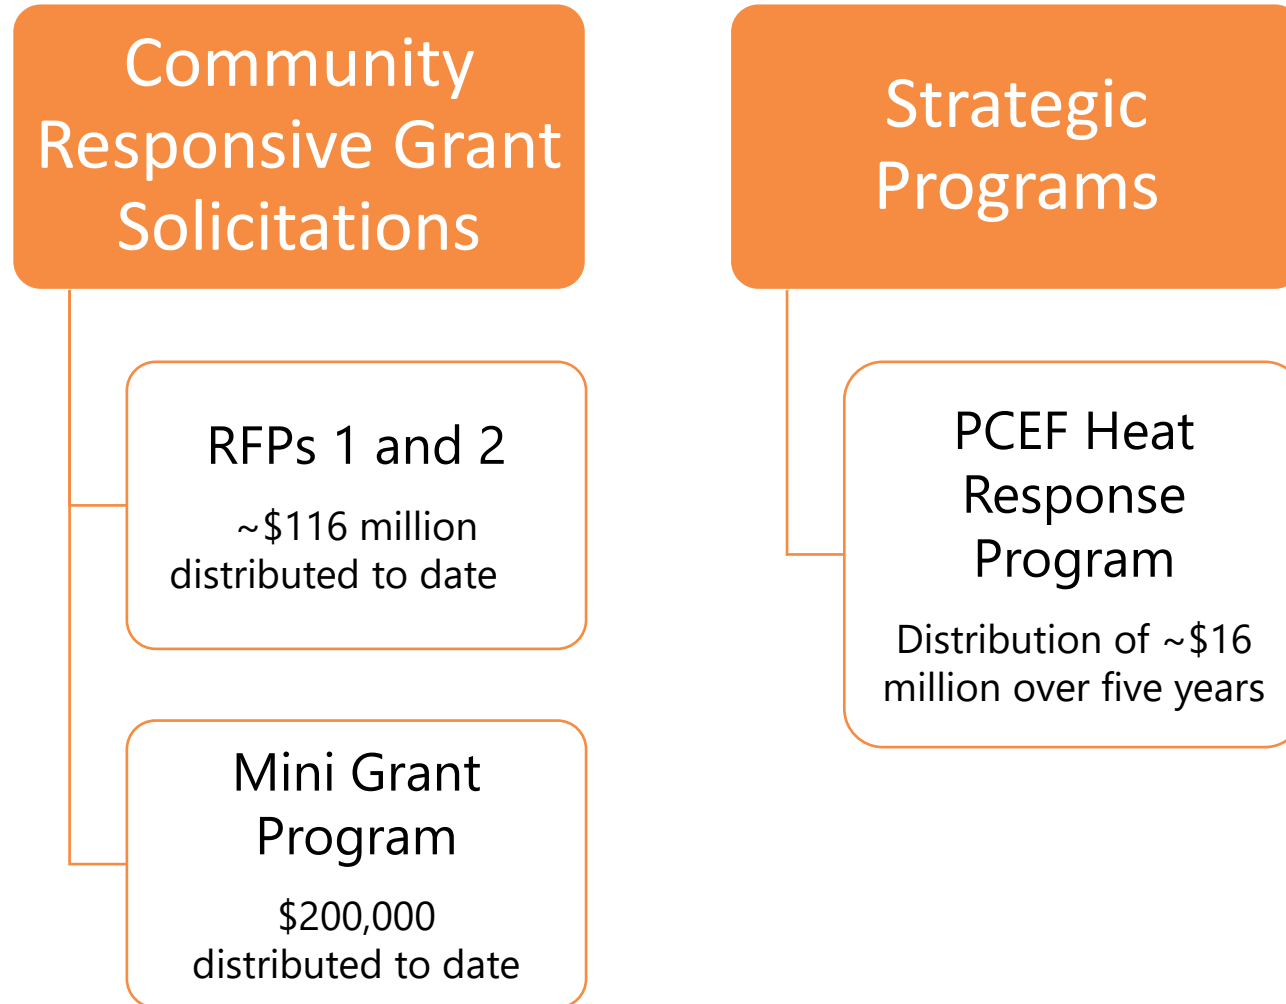 Community
Responsive Grant
Solicitations
RFPs 1 and 2
~$116 million
distributed to date
Mini Grant
Program
$200,000
distributed to date
Strategic
Programs
PCEF Heat
Response
Program
Distribution of ~$16
million over five years